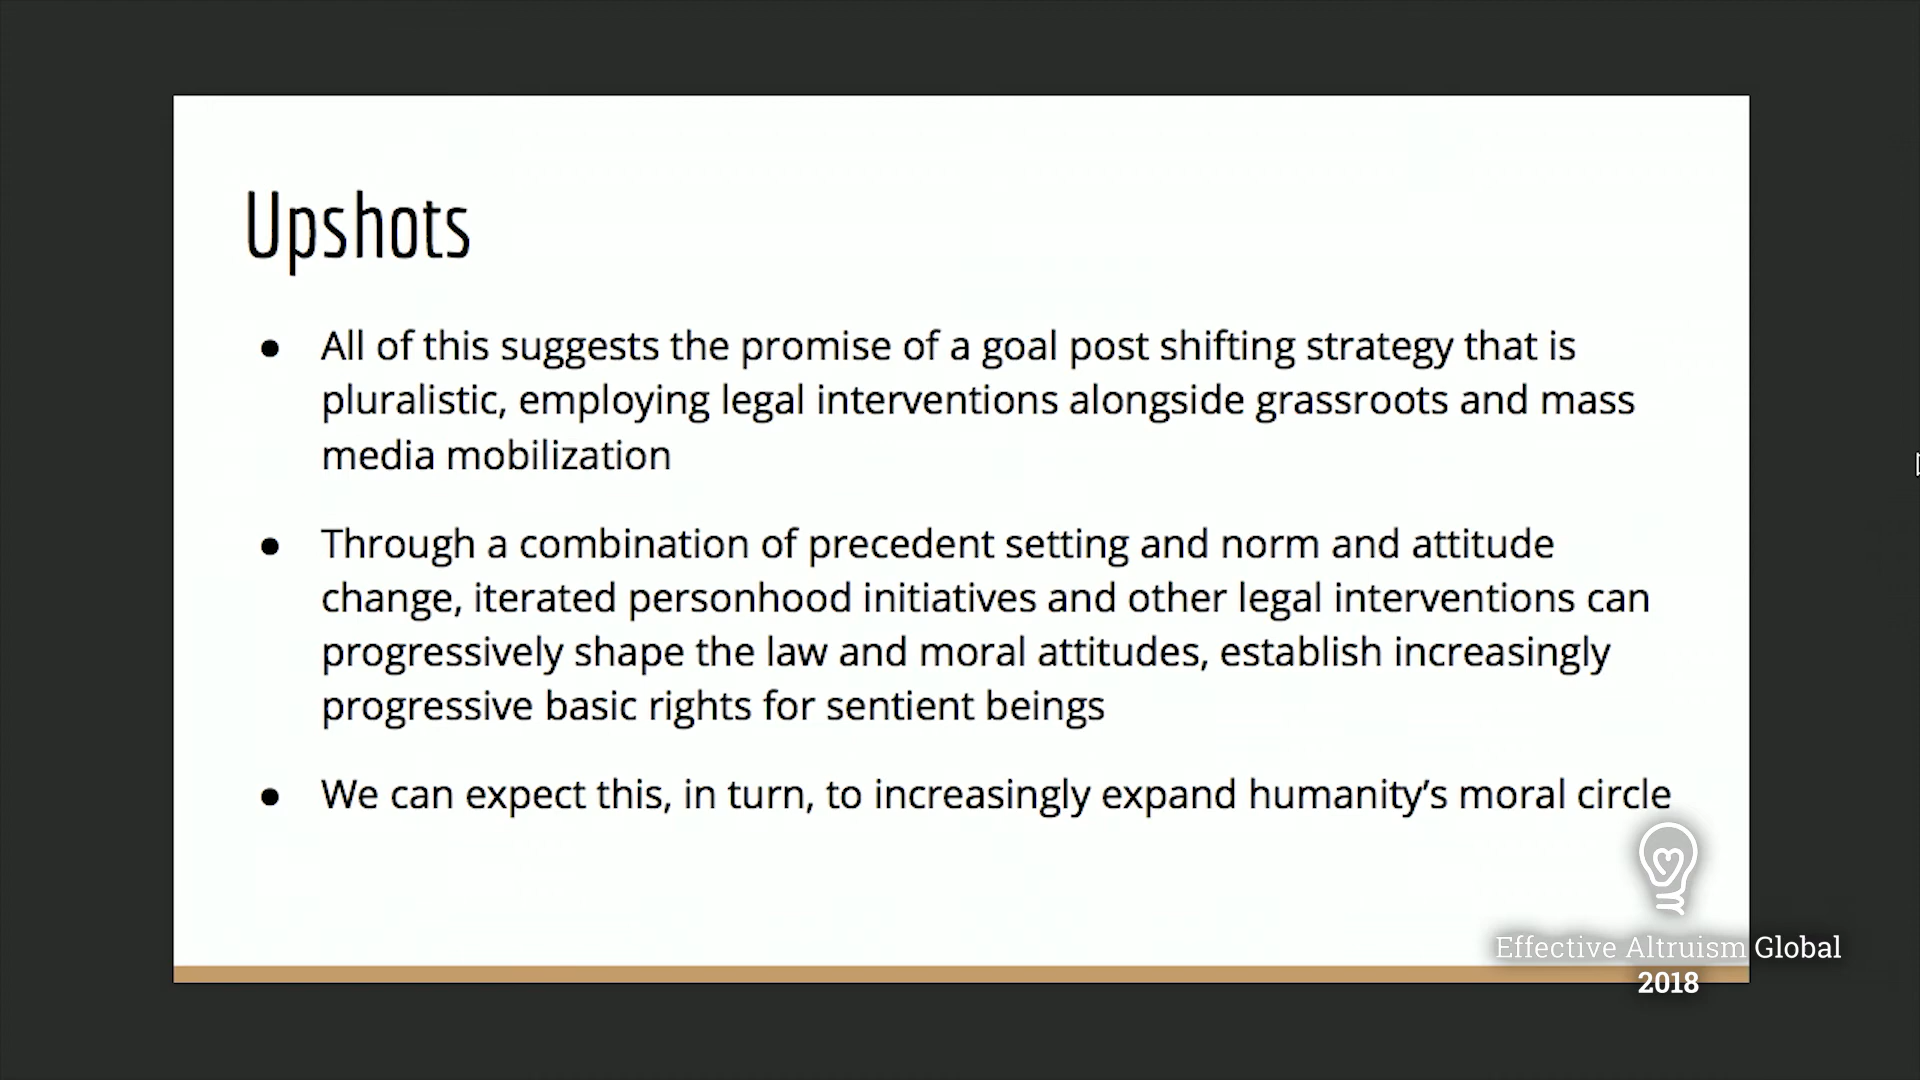 Upshots
● All of this suggests the promise of a goal post shifting strategy that is
pluralistic, employing legal interventions alongside grassroots and mass
media mobilization
● Through a combination of precedent setting and norm and attitude
change, iterated personhood initiatives and other legal interventions can
progressively shape the law and moral attitudes, establish increasingly
progressive basic rights for sentient beings
● We can expect this, in turn, to increasingly expand humanity’s moral circle
Effective Altruism Global
2018